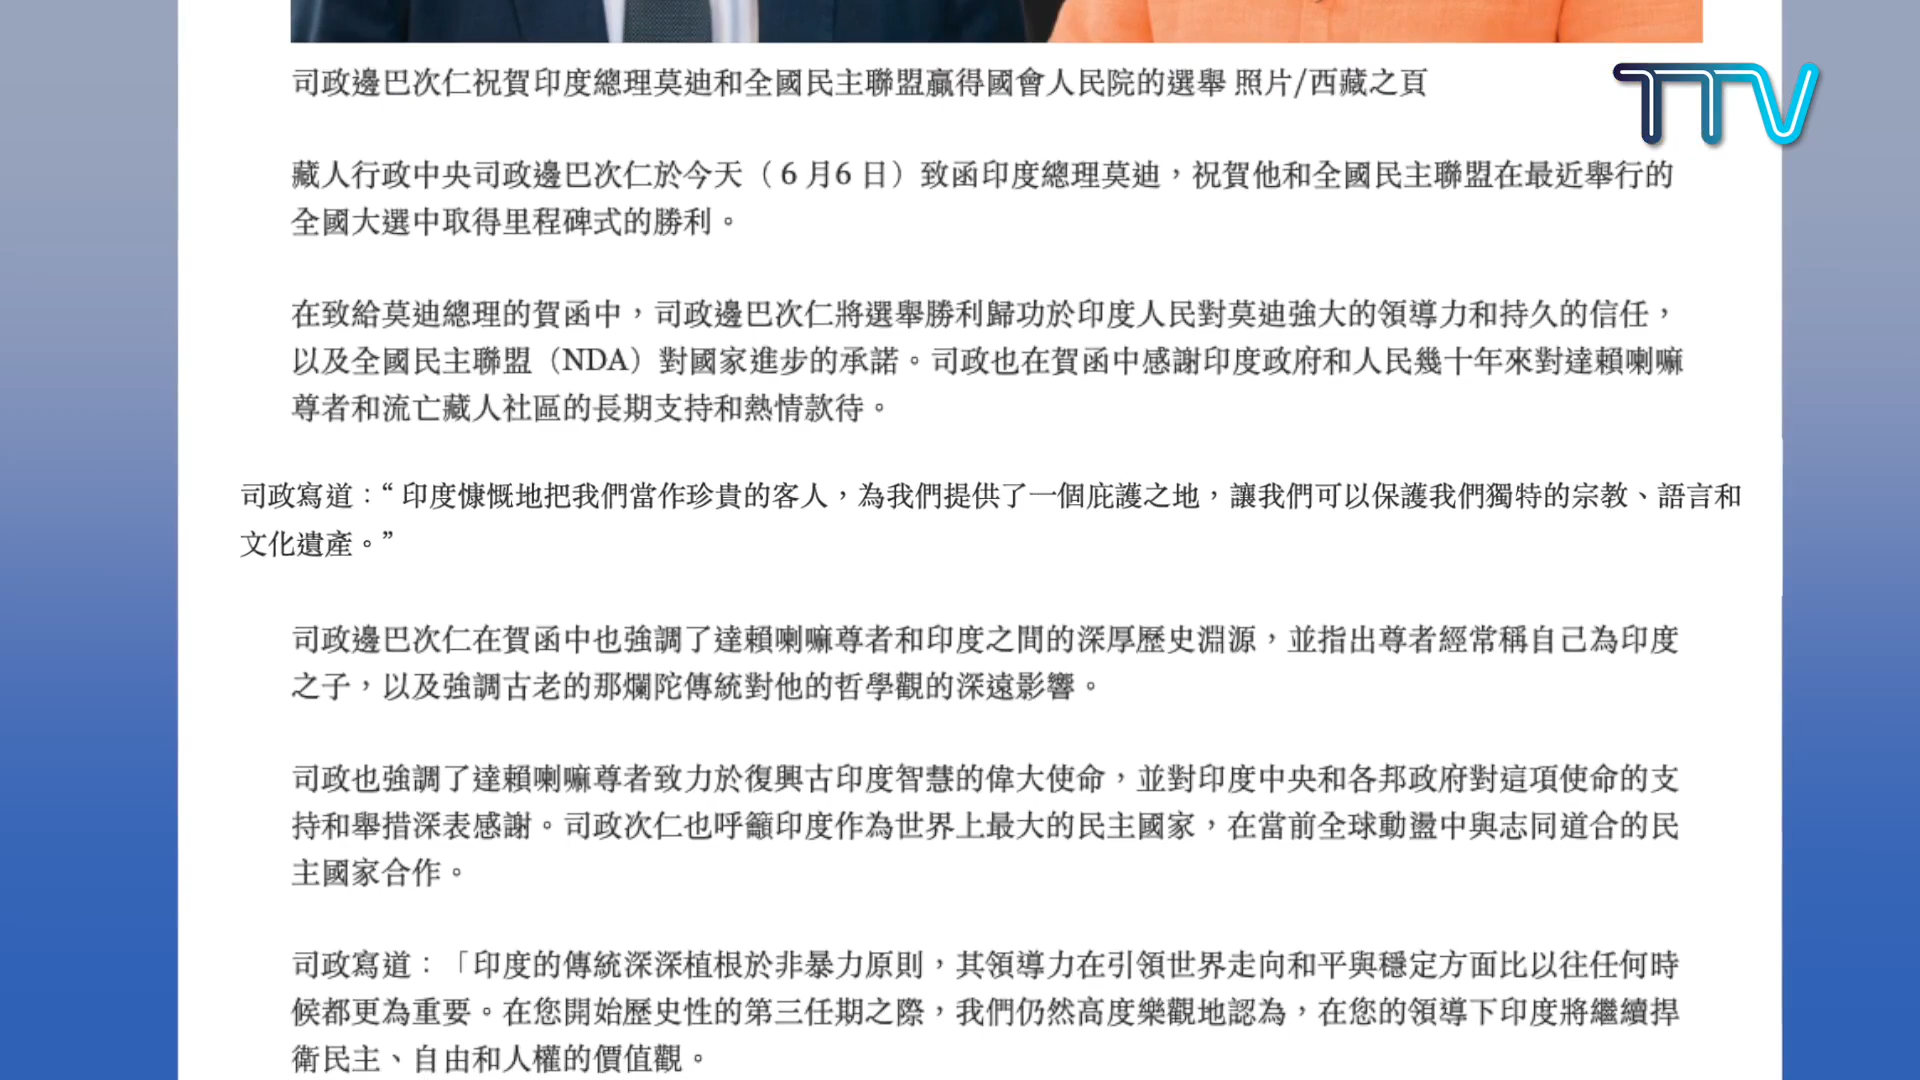 TTV
司政邊巴次仁祝賀印度總理莫迪和全國民主聯盟贏得國會人民院的選舉 照片/西藏之頁
藏人行政中央司政邊巴次仁於今天（ 6 月6 日）致函印度總理莫迪，祝賀他和全國民主聯盟在最近舉行的
全國大選中取得里程碑式的勝利。
在致給莫迪總理的賀函中，司政邊巴次仁將選舉勝利歸功於印度人民對莫迪強大的領導力和持久的信任，
以及全國民主聯盟（NDA）對國家進步的承諾。司政也在賀函中感謝印度政府和人民幾十年來對達賴喇嘛
尊者和流亡藏人社區的長期支持和熱情款待。
司政寫道：“ 印度慷慨地把我們當作珍貴的客人，為我們提供了一個庇護之地，讓我們可以保護我們獨特的宗教、語言和
文化遺產。”
司政邊巴次仁在賀函中也強調了達賴喇嘛尊者和印度之間的深厚歷史淵源，並指出尊者經常稱自己為印度
之子，以及強調古老的那爛陀傳統對他的哲學觀的深遠影響。
司政也強調了達賴喇嘛尊者致力於復興古印度智慧的偉大使命，並對印度中央和各邦政府對這項使命的支
持和舉措深表感謝。司政次仁也呼籲印度作為世界上最大的民主國家，在當前全球動盪中與志同道合的民
主國家合作。
司政寫道：「印度的傳統深深植根於非暴力原則，其領導力在引領世界走向和平與穩定方面比以往任何時
候都更為重要。在您開始歷史性的第三任期之際，我們仍然高度樂觀地認為，在您的領導下印度將繼續捍
衛民主、自由和人權的價值觀。